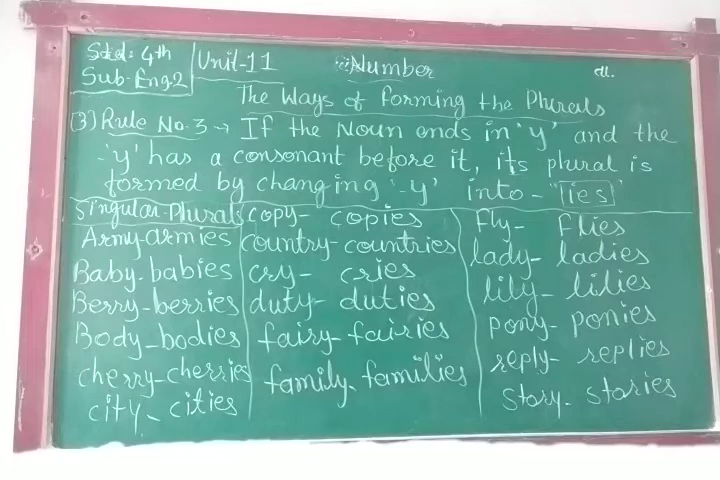 Std: 4th
Sub-Eng.2
Unit-11
Number
dt.
The Ways of forming the Plurals
(3) Rule No.3 → If the Noun ends in 'y' and the
-'y' has a consonant before it, its plural is
formed by changing '-y' into - "ies"
Singular-Plurals
Army-armies
Baby-babies
Berry-berries
Body-bodies
cherry-cherries
city-cities
copy- copies
country-countries
cry- cries
duty- duties
fairy-fairies
family-families
Fly- flies
lady- ladies
lily- lilies
pony- ponies
reply- replies
story- stories